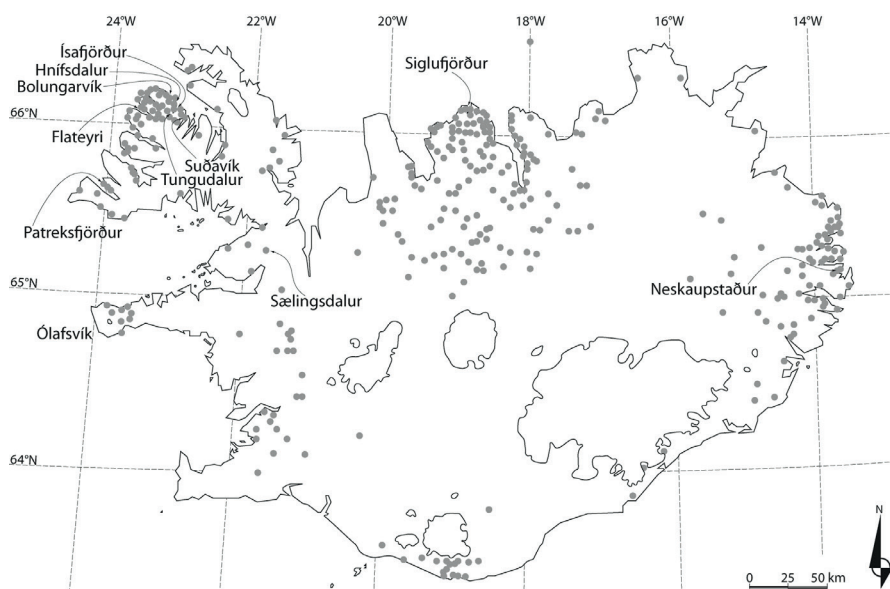 24°W 22°W 20°W 18°W 16°W 14°W
Ísafjörður
Hnífsdalur
Bolungarvík
Siglufjörður
66°N
Flateyri
Suðavík
Tungudalur
Patreksfjörður
65°N
Neskaupstaður
Sælingsdalur
Ólafsvík
64°N
N
0 25 50 km